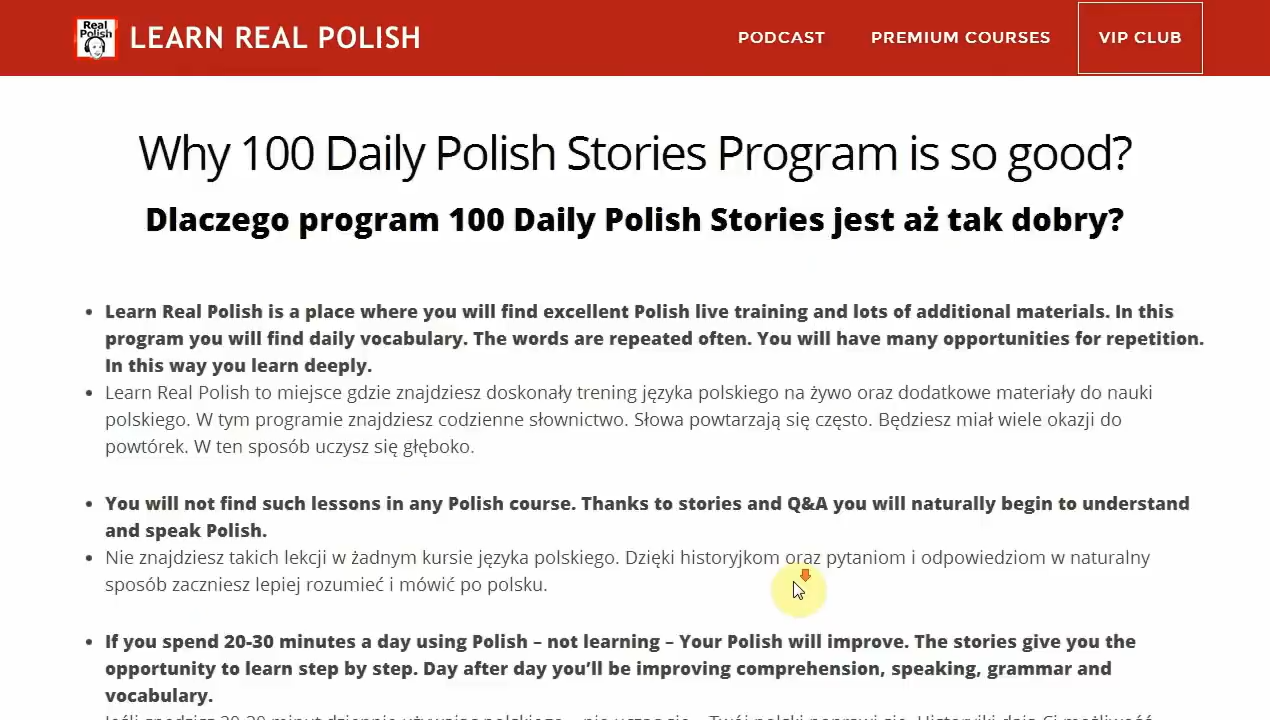 Real
Polish
LEARN REAL POLISH
PODCAST
PREMIUM COURSES
VIP CLUB
Why 100 Daily Polish Stories Program is so good?
Dlaczego program 100 Daily Polish Stories jest aż tak dobry?
• Learn Real Polish is a place where you will find excellent Polish live training and lots of additional materials. In this
program you will find daily vocabulary. The words are repeated often. You will have many opportunities for repetition.
In this way you learn deeply.
• Learn Real Polish to miejsce gdzie znajdziesz doskonały trening języka polskiego na żywo oraz dodatkowe materiały do nauki
polskiego. W tym programie znajdziesz codzienne słownictwo. Słowa powtarzają się często. Będziesz miał wiele okazji do
powtórek. W ten sposób uczysz się głęboko.
• You will not find such lessons in any Polish course. Thanks to stories and Q&A you will naturally begin to understand
and speak Polish.
• Nie znajdziesz takich lekcji w żadnym kursie języka polskiego. Dzięki historyjkom oraz pytaniom i odpowiedziom w naturalny
sposób zaczniesz lepiej rozumieć i mówić po polsku.
• If you spend 20-30 minutes a day using Polish – not learning – Your Polish will improve. The stories give you the
opportunity to learn step by step. Day after day you’ll be improving comprehension, speaking, grammar and
vocabulary.